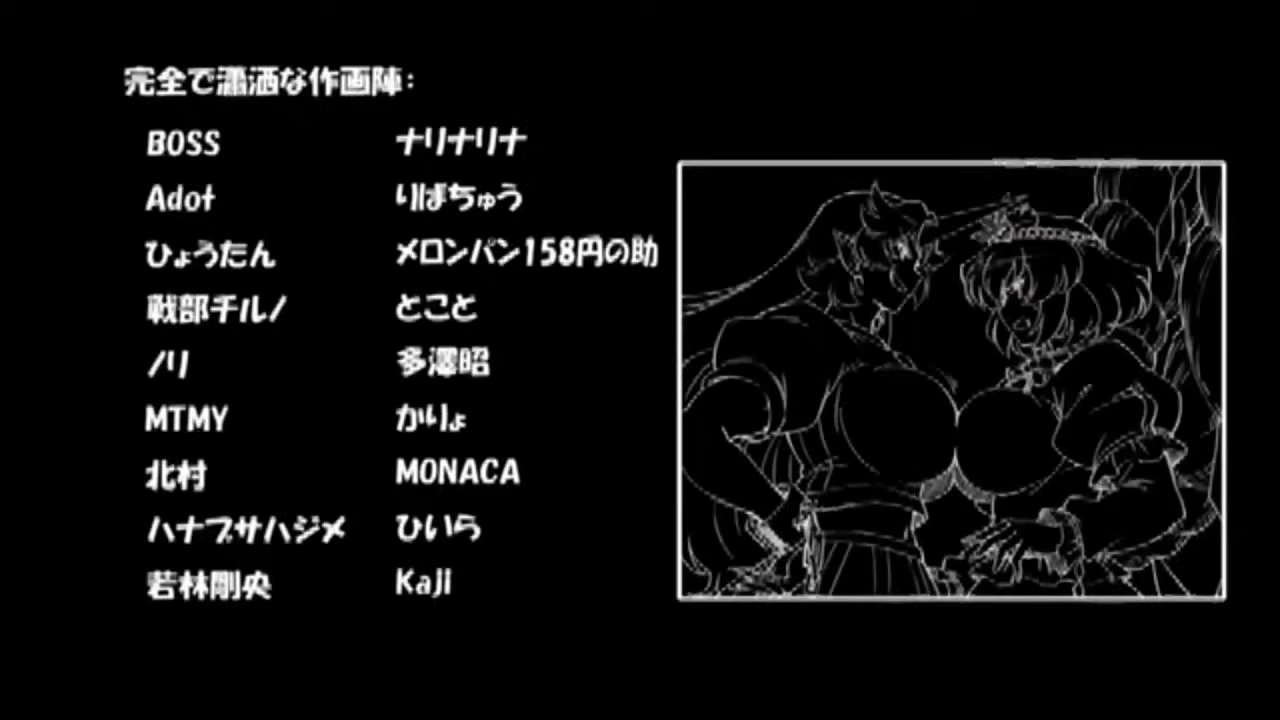 完全で瀟洒な作画陣:
BOSS ナリナリナ
Adot りばちゅう
ひょうたん メロンパン158円の助
戦部チルノ とこと
ノリ 多澤昭
MTMY かりょ
北村 MONACA
ハナブサハジメ ひいら
若林剛央 Kaji